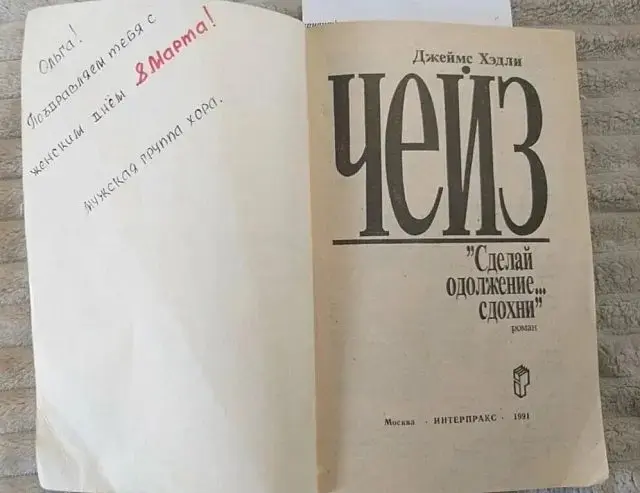 Ольга!
Поздравляем тебя с
женским днём 8 Марта!
мужская группа хора.
Джеймс Хэдли
ЧЕЙЗ
"Сделай
одолжение...
сдохни"
роман
Москва · ИНТЕРПРАКС · 1991